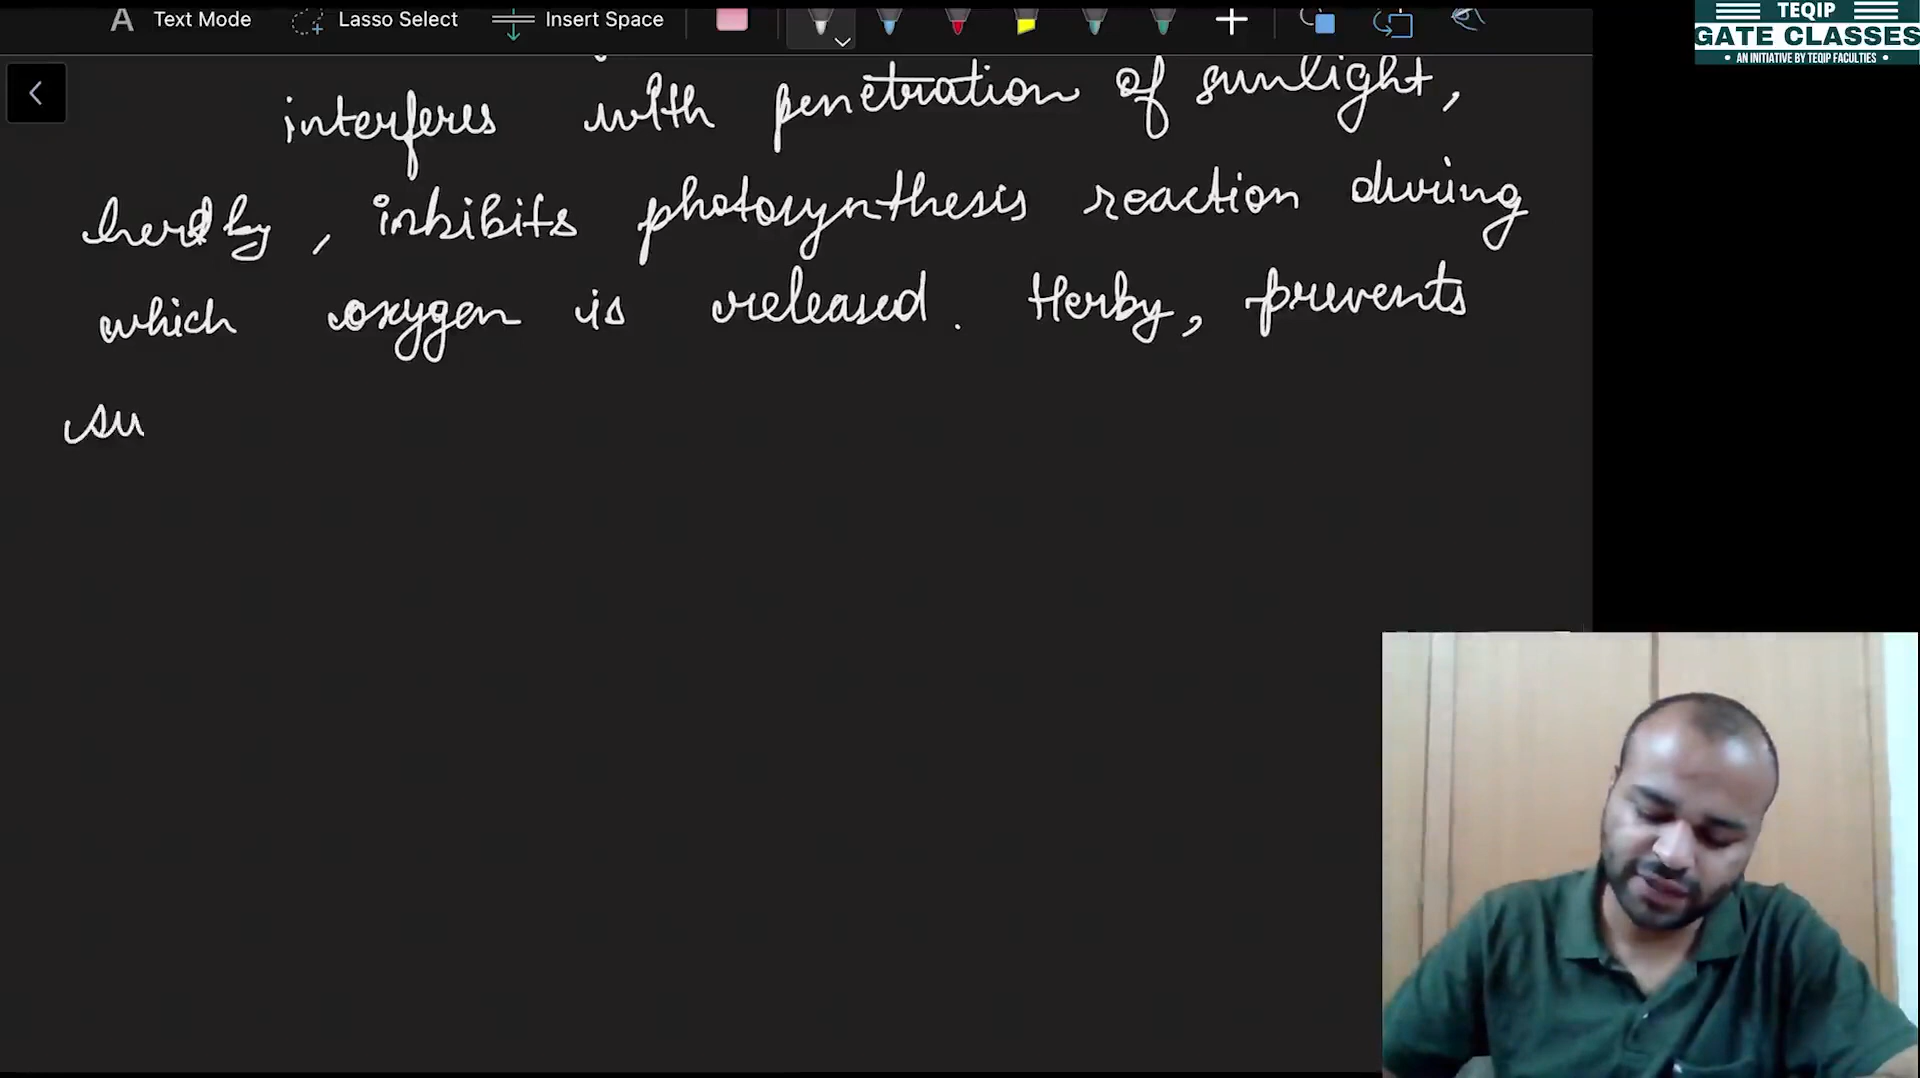 Text Mode Lasso Select Insert Space
TEQIP
GATE CLASSES
• AN INITIATIVE BY TEQIP FACULTIES •
interferes with penetration of sunlight,
herdby, inhibits photosynthesis reaction during
which oxygen is released. Herby, prevents
su